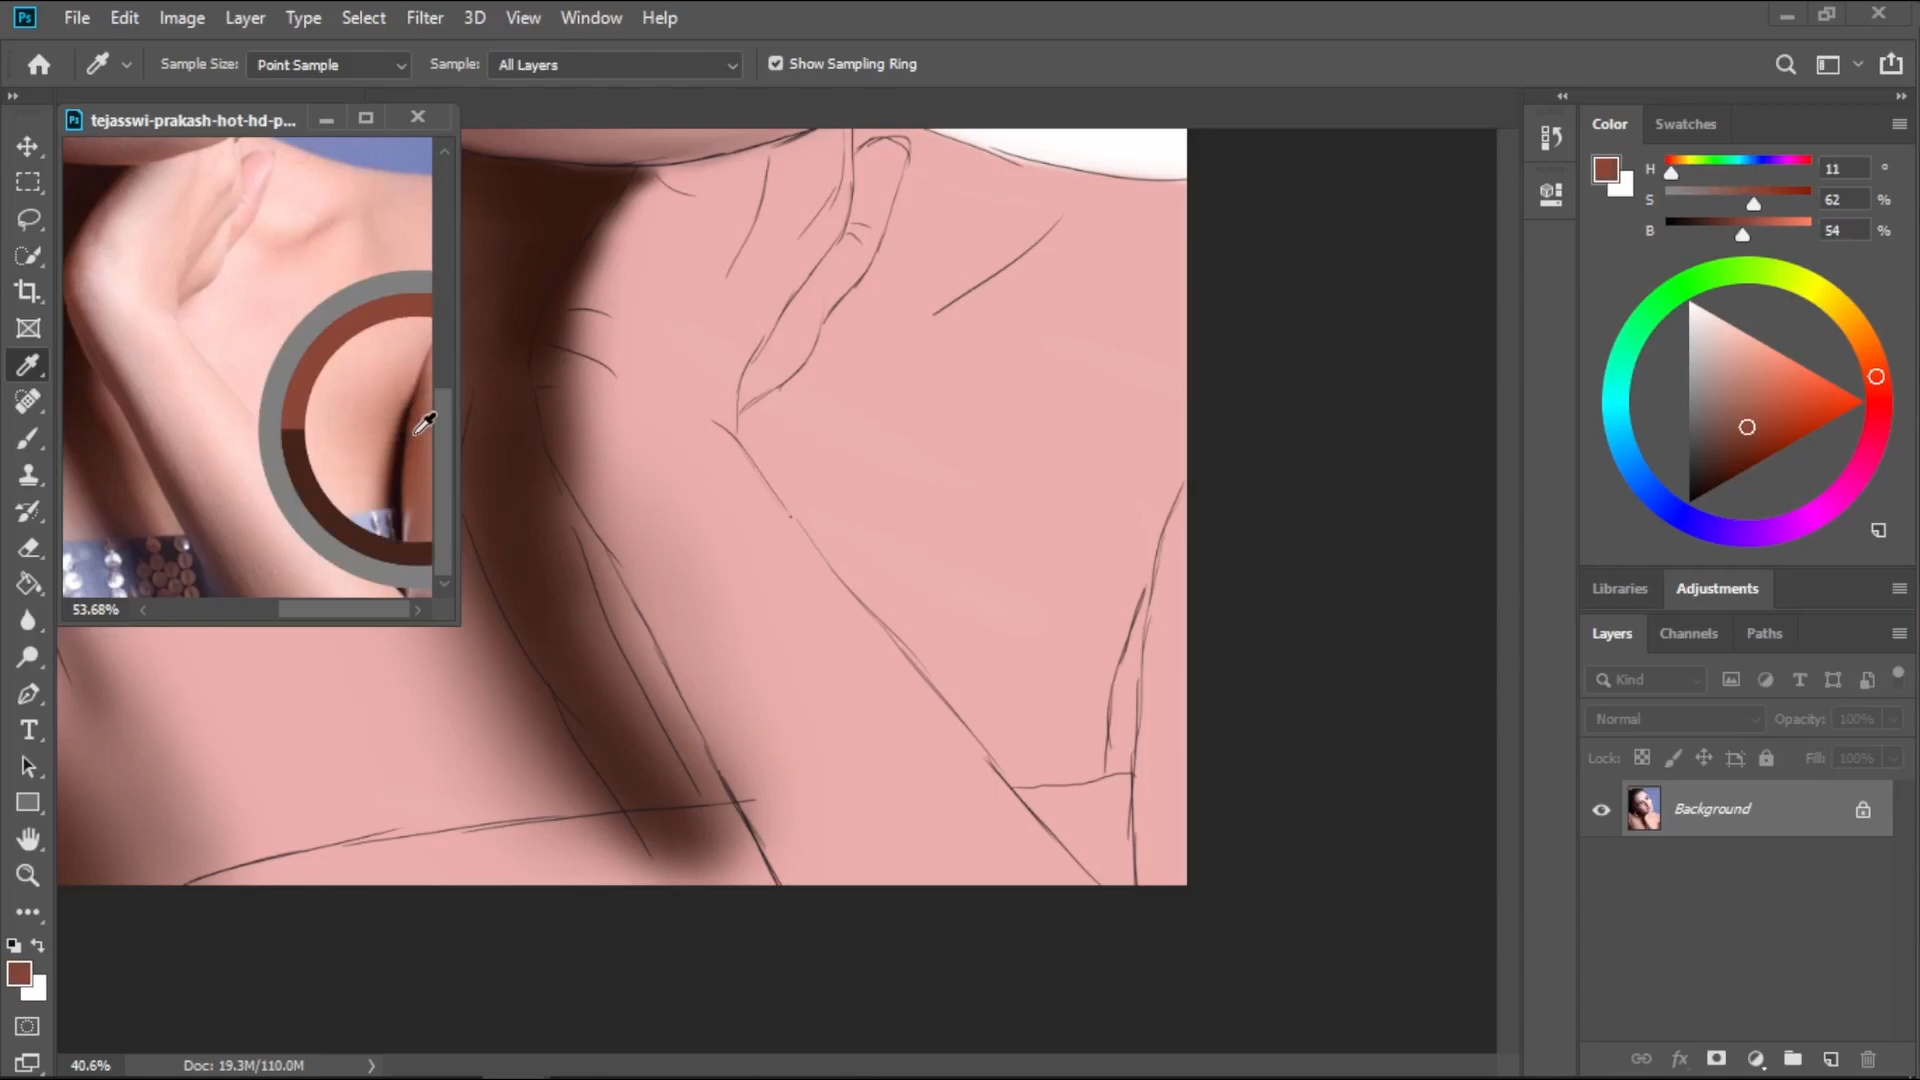 Ps File Edit Image Layer Type Select Filter 3D View Window Help
Sample Size: Point Sample Sample: All Layers Show Sampling Ring
Ps tejasswi-prakash-hot-hd-p...
53.68%
Color Swatches
H 11 °
S 62 %
B 54 %
Libraries Adjustments
Layers Channels Paths
Kind
Normal Opacity: 100%
Lock: Fill: 100%
Background
fx
T
40.6% Doc: 19.3M/110.0M